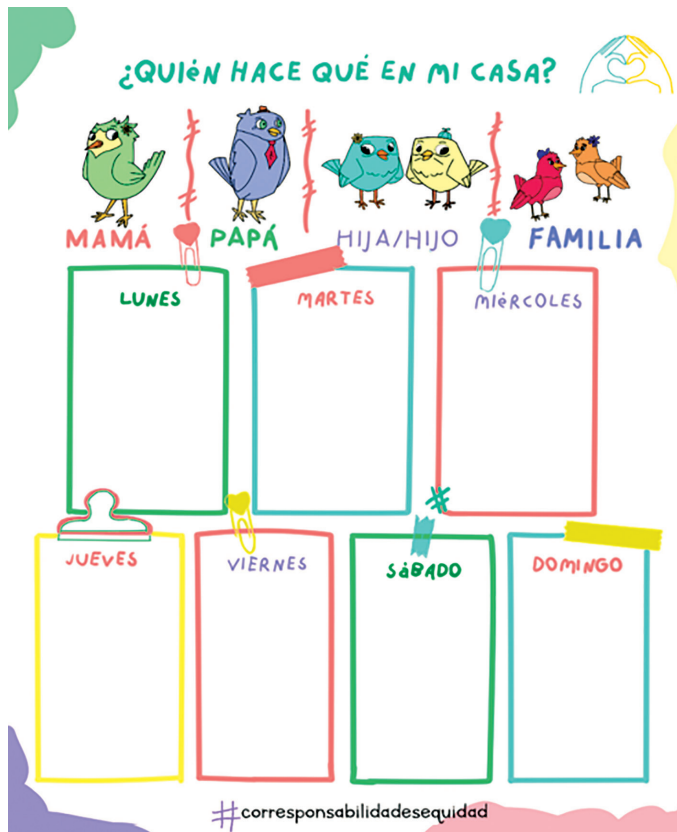 ¿QUIéN HACE QUÉ EN MI CASA?
MAMÁ PAPÁ HIJA/HIJO FAMILIA
LUNES MARTES MIéRCOLES
JUEVES VIERNES SáBADO DOMINGO
#corresponsabilidadesequidad